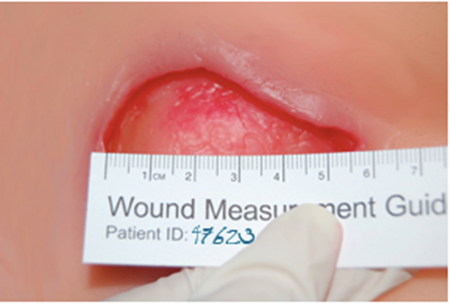 1 CM 2 3 4 5 6 7
Wound Measurement Guid
Patient ID: 47623